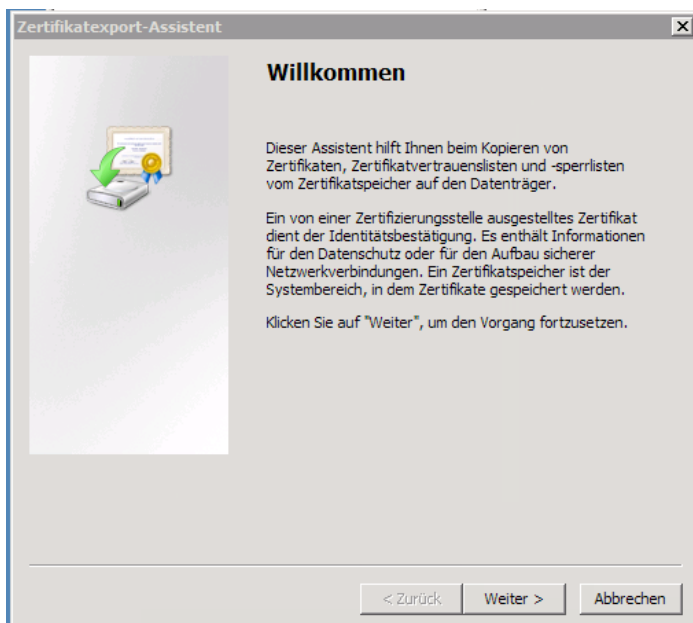 Zertifikatexport-Assistent
Willkommen
Dieser Assistent hilft Ihnen beim Kopieren von
Zertifikaten, Zertifikatvertrauenslisten und -sperrlisten
vom Zertifikatspeicher auf den Datenträger.
Ein von einer Zertifizierungsstelle ausgestelltes Zertifikat
dient der Identitätsbestätigung. Es enthält Informationen
für den Datenschutz oder für den Aufbau sicherer
Netzwerkverbindungen. Ein Zertifikatspeicher ist der
Systembereich, in dem Zertifikate gespeichert werden.
Klicken Sie auf "Weiter", um den Vorgang fortzusetzen.
< Zurück Weiter > Abbrechen